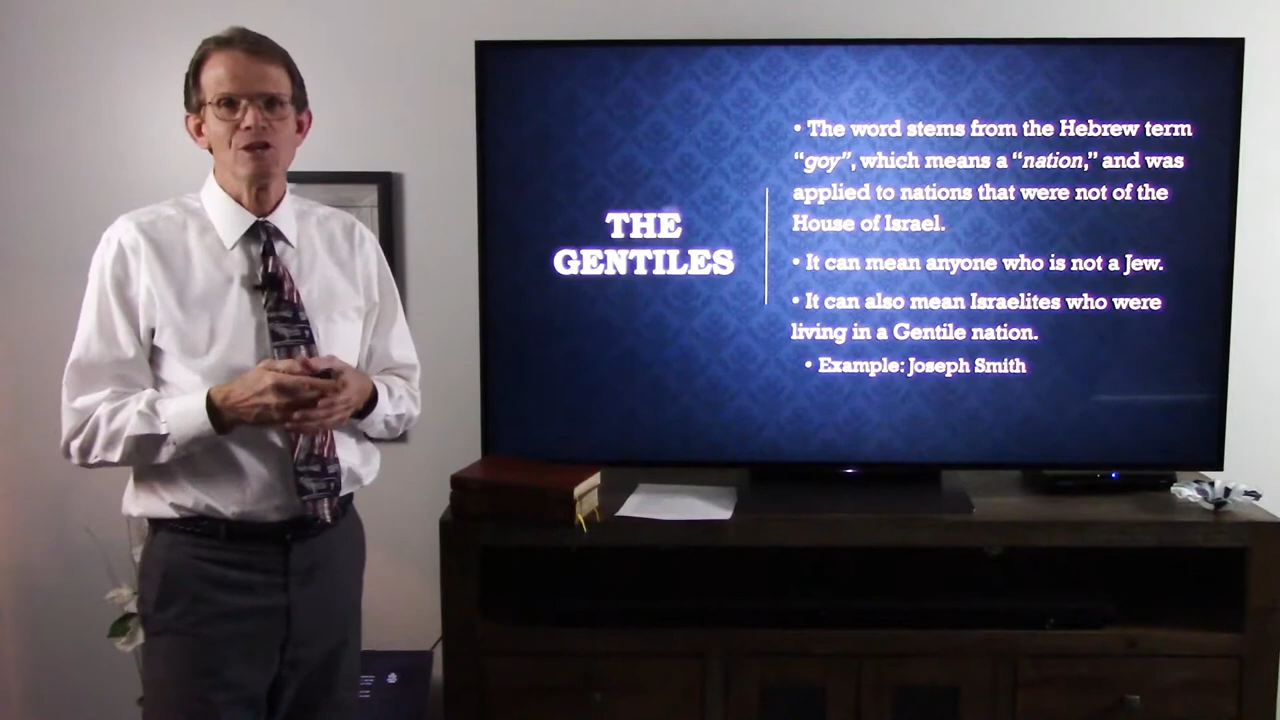 THE
GENTILES
• The word stems from the Hebrew term
“goy”, which means a “nation,” and was
applied to nations that were not of the
House of Israel.
• It can mean anyone who is not a Jew.
• It can also mean Israelites who were
living in a Gentile nation.
• Example: Joseph Smith